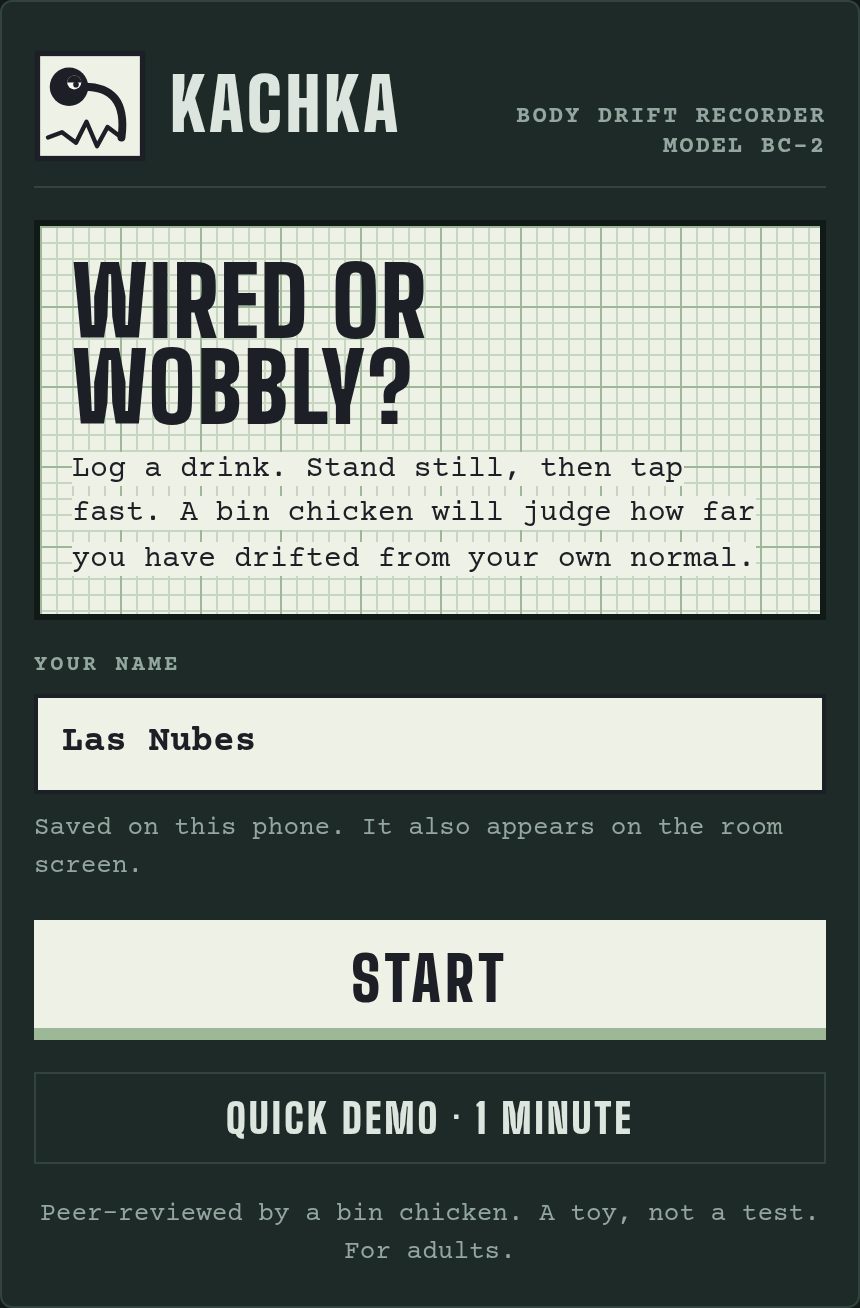 KACHKA
BODY DRIFT RECORDER
MODEL BC-2
WIRED OR
WOBBLY?
Log a drink. Stand still, then tap
fast. A bin chicken will judge how far
you have drifted from your own normal.
YOUR NAME
Las Nubes
Saved on this phone. It also appears on the room
screen.
START
QUICK DEMO · 1 MINUTE
Peer-reviewed by a bin chicken. A toy, not a test.
For adults.